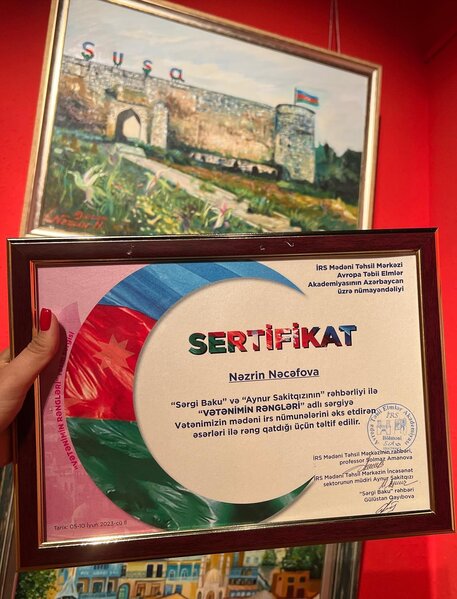 Şuşa
İRS Mədəni Təhsil Mərkəzi
Avropa Təbii Elmlər
Akademiyasının Azərbaycan
üzrə nümayəndəliyi
SERTİFİKAT
Nəzrin Nəcəfova
"Sərgi Baku" və "Aynur Sakitqızının" rəhbərliyi ilə
"VƏTƏNİMİN RƏNGLƏRİ" adlı sərgiyə
Vətənimizin mədəni irs nümunələrini əks etdirən
əsərləri ilə rəng qatdığı üçün təltif edilir.
İRS Mədəni Təhsil Mərkəzinin rəhbəri,
professor Solmaz Amanova
İRS Mədəni Təhsil Mərkəzin İncəsənət
sektorunun müdiri Aynur Sakitqızı
"Sərgi Baku" rəhbəri
Gülüstan Qayıbova
Tarix: 05-10 İyun 2023-cü il